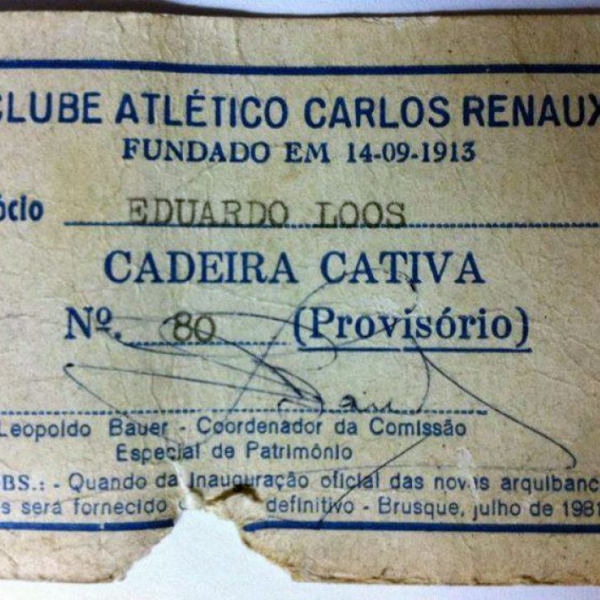 CLUBE ATLÉTICO CARLOS RENAUX
FUNDADO EM 14-09-1913
ócio EDUARDO LOOS
CADEIRA CATIVA
Nº. 80 (Provisório)
Leopoldo Bauer - Coordenador da Comissão
Especial de Patrimônio
BS.: - Quando da inauguração oficial das novas arquibanc
s será fornecido definitivo - Brusque, julho de 1981